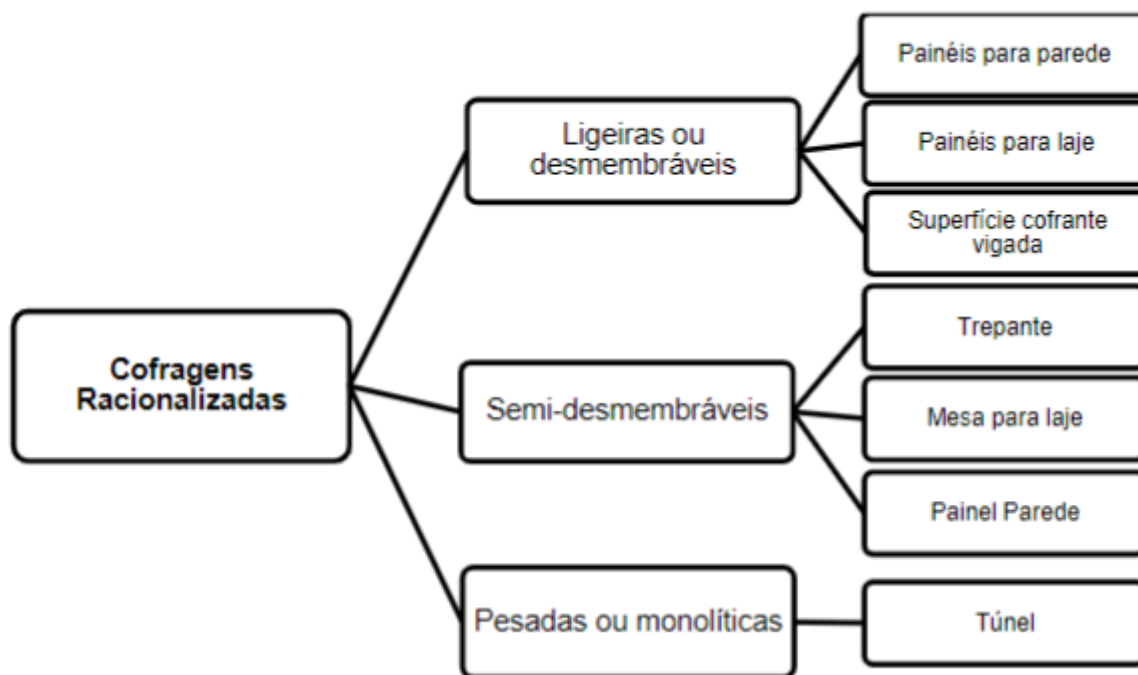 Cofragens
Racionalizadas
Ligeiras ou
desmembráveis
Painéis para parede
Painéis para laje
Superfície cofrante
vigada
Semi-desmembráveis
Trepante
Mesa para laje
Painel Parede
Pesadas ou monolíticas
Túnel